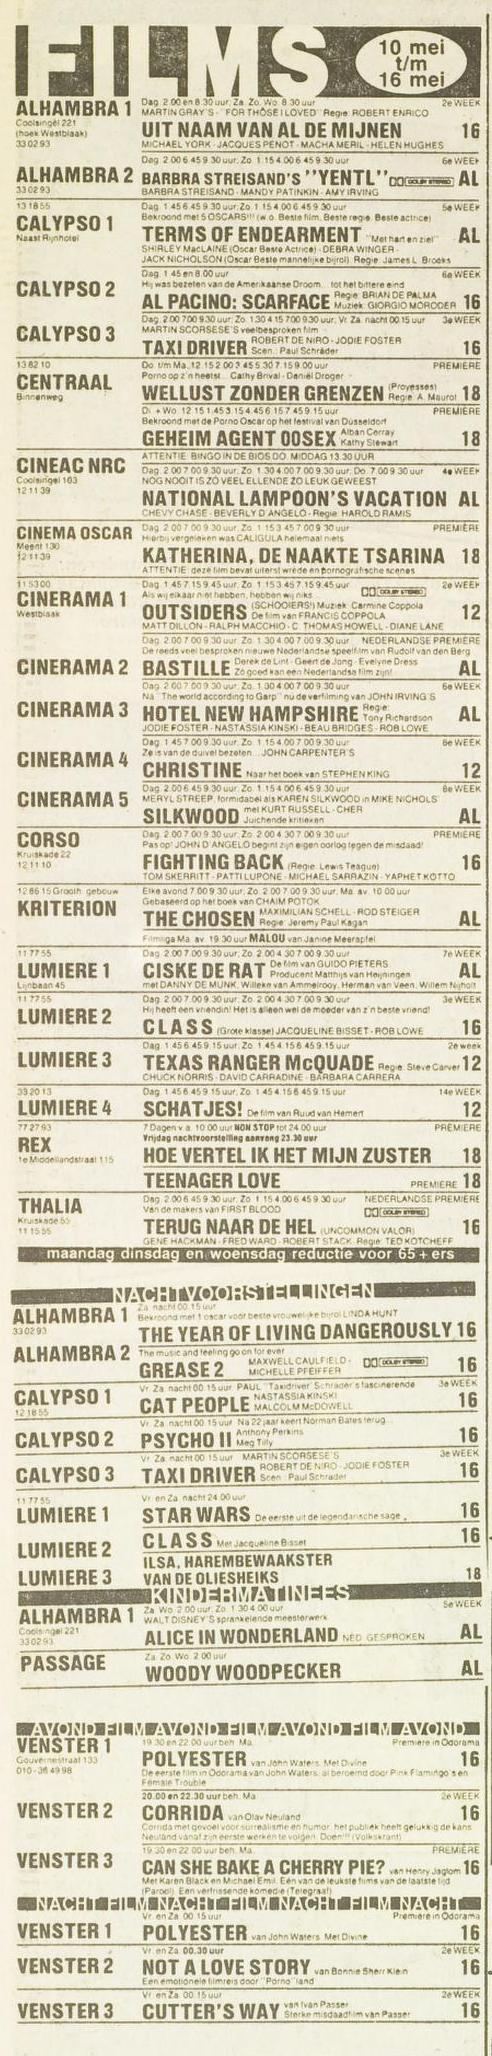 FILMS
10 mei
t/m
16 mei
ALHAMBRA 1
Coolsingel 221
(hoek Westblaak)
33 02 93
Dag. 2.00 en 8.30 uur; Za. Zo. Wo. 8.30 uur 2e WEEK
MARTIN GRAY'S - "FOR THOSE I LOVED" Regie: ROBERT ENRICO
UIT NAAM VAN AL DE MIJNEN 16
MICHAEL YORK - JACQUES PENOT - MACHA MERIL - HELEN HUGHES
ALHAMBRA 2
33 02 93
Dag. 2.00 6.45 9.30 uur; Zo. 1.15 4.00 6.45 9.30 uur 6e WEEK
BARBRA STREISAND'S "YENTL" DOLBY STEREO AL
BARBRA STREISAND - MANDY PATINKIN - AMY IRVING
13 18 55
CALYPSO 1
Naast Rijnhotel
Dag. 1.45 6.45 9.30 uur; Zo. 1.15 4.00 6.45 9.30 uur 5e WEEK
Bekroond met 5 OSCARS!!! (w.o. Beste film, Beste regie, Beste actrice)
TERMS OF ENDEARMENT "Met hart en ziel" AL
SHIRLEY MacLAINE (Oscar Beste Actrice) - DEBRA WINGER -
JACK NICHOLSON (Oscar Beste mannelijke bijrol) Regie: James L. Brooks
CALYPSO 2
Dag. 1.45 en 8.00 uur 6e WEEK
Hij was bezeten van de Amerikaanse Droom... tot het bittere eind
AL PACINO: SCARFACE Regie: BRIAN DE PALMA
Muziek: GIORGIO MORODER 16
CALYPSO 3
Dag. 2.00 7.00 9.30 uur; Zo. 1.30 4.15 7.00 9.30 uur; Vr. Za. nacht 00.15 uur 3e WEEK
MARTIN SCORSESE'S veelbesproken film -
TAXI DRIVER ROBERT DE NIRO - JODIE FOSTER
Scen.: Paul Schrader 16
13 82 10
CENTRAAL
Binnenweg
Do. t/m Ma. 12.15 2.00 3.45 5.30 7.15 9.00 uur PREMIERE
Porno op z'n heetst... Cathy Brival - Daniel Droger -
WELLUST ZONDER GRENZEN (Proyesses)
Regie: A. Maurol 18
Di. + Wo. 12.15 1.45 3.15 4.45 6.15 7.45 9.15 uur PREMIERE
Bekroond met de Porno Oscar op het festival van Dusseldorf
GEHEIM AGENT OOSEX Alban Cerray
Kathy Stewart 18
ATTENTIE: BINGO IN DE BIOS DO. MIDDAG 13.30 UUR
CINEAC NRC
Coolsingel 103
12 11 39
Dag. 2.00 7.00 9.30 uur; Zo. 1.30 4.00 7.00 9.30 uur; Do. 7.00 9.30 uur 4e WEEK
NOG NOOIT IS ZO VEEL ELLENDE ZO LEUK GEWEEST
NATIONAL LAMPOON'S VACATION AL
CHEVY CHASE - BEVERLY D'ANGELO - Regie: HAROLD RAMIS
CINEMA OSCAR
Meent 130
12 11 39
Dag. 2.00 7.00 9.30 uur; Zo. 1.15 3.45 7.00 9.30 uur PREMIÈRE
Hierbij vergeleken was CALIGULA helemaal niets
KATHERINA, DE NAAKTE TSARINA 18
ATTENTIE: deze film bevat uiterst wrede en pornografische scenes
11 53 00
CINERAMA 1
Westblaak
Dag. 1.45 7.15 9.45 uur; Zo. 1.15 3.45 7.15 9.45 uur DOLBY STEREO 2e WEEK
Als wij elkaar niet hebben, hebben wij niks
OUTSIDERS (SCHOOIERS!) Muziek: Carmine Coppola
De film van FRANCIS COPPOLA 12
MATT DILLON - RALPH MACCHIO - C. THOMAS HOWELL - DIANE LANE
CINERAMA 2
Dag. 2.00 7.00 9.30 uur; Zo. 1.30 4.00 7.00 9.30 uur NEDERLANDSE PREMIERE
De reeds veel besproken nieuwe Nederlandse speelfilm van Rudolf van den Berg
BASTILLE Derek de Lint - Geert de Jong - Evelyne Dress
Zó goed kan een Nederlandse film zijn! AL
CINERAMA 3
Dag. 2.00 7.00 9.30 uur; Zo. 1.30 4.00 7.00 9.30 uur 6e WEEK
Na "The world according to Garp" nu de verfilming van JOHN IRVING'S
HOTEL NEW HAMPSHIRE Regie:
Tony Richardson AL
JODIE FOSTER - NASTASSIA KINSKI - BEAU BRIDGES - ROB LOWE
CINERAMA 4
Dag. 1.45 7.00 9.30 uur; Zo. 1.15 4.00 7.00 9.30 uur 6e WEEK
Ze is van de duivel bezeten... JOHN CARPENTER'S
CHRISTINE Naar het boek van STEPHEN KING 12
CINERAMA 5
Dag. 2.00 6.45 9.30 uur; Zo. 1.15 4.00 6.45 9.30 uur 8e WEEK
MERYL STREEP, formidabel als KAREN SILKWOOD in MIKE NICHOLS'
SILKWOOD met KURT RUSSELL - CHER
Juichende kritieken AL
CORSO
Kruiskade 22
12 11 10
Dag. 2.00 7.00 9.30 uur; Zo. 2.00 4.30 7.00 9.30 uur PREMIERE
Pas op! JOHN D'ANGELO begint zijn eigen oorlog tegen de misdaad!
FIGHTING BACK (Regie: Lewis Teague) 16
TOM SKERRITT - PATTI LUPONE - MICHAEL SARRAZIN - YAPHET KOTTO
12 86 15 Grooth. gebouw
KRITERION
Elke avond 7.00 9.30 uur; Zo. 2.00 7.00 9.30 uur; Ma. av. 10.00 uur
Gebaseerd op het boek van CHAIM POTOK
THE CHOSEN MAXIMILIAN SCHELL - ROD STEIGER
Regie: Jeremy Paul Kagan AL
Filmliga Ma. av. 19.30 uur MALOU van Janine Meerapfel
11 77 55
LUMIERE 1
Lijnbaan 45
Dag. 2.00 7.00 9.30 uur; Zo. 2.00 4.30 7.00 9.30 uur 7e WEEK
CISKE DE RAT De film van GUIDO PIETERS
Producent Matthijs van Heijningen AL
met DANNY DE MUNK, Willeke van Ammelrooy, Herman van Veen, Willem Nijholt
11 77 55
LUMIERE 2
Dag. 2.00 7.00 9.30 uur; Zo. 2.00 4.30 7.00 9.30 uur 3e WEEK
Hij heeft een vriendin! Het is alleen wel de moeder van z'n beste vriend!
CLASS (Grote klasse) JACQUELINE BISSET - ROB LOWE 16
LUMIERE 3
Dag. 1.45 6.45 9.15 uur; Zo. 1.45 4.15 6.45 9.15 uur 2e week
TEXAS RANGER McQUADE Regie: Steve Carver 12
CHUCK NORRIS - DAVID CARRADINE - BARBARA CARRERA
33 20 13
LUMIERE 4
Dag. 1.45 6.45 9.15 uur; Zo. 1.45 4.15 6.45 9.15 uur 14e WEEK
SCHATJES! De film van Ruud van Hemert 12
77 27 93
REX
1e Middellandstraat 115
7 Dagen v.a. 10.00 uur NON STOP tot 24.00 uur PREMIERE
Vrijdag nachtvoorstelling aanvang 23.30 uur
HOE VERTEL IK HET MIJN ZUSTER 18
TEENAGER LOVE PREMIERE 18
THALIA
Kruiskade 55
11 15 55
Dag. 2.00 6.45 9.30 uur; Zo. 1.15 4.00 6.45 9.30 uur NEDERLANDSE PREMIERE
Van de makers van FIRST BLOOD DOLBY STEREO
TERUG NAAR DE HEL (UNCOMMON VALOR) 16
GENE HACKMAN - FRED WARD - ROBERT STACK. Regie: TED KOTCHEFF
maandag dinsdag en woensdag reductie voor 65+ers
NACHTVOORSTELLINGEN
ALHAMBRA 1
33 02 93
Za. nacht 00.15 uur
Bekroond met 1 oscar voor beste vrouwelijke bijrol LINDA HUNT
THE YEAR OF LIVING DANGEROUSLY 16
ALHAMBRA 2
The music and feeling go on for ever
GREASE 2 MAXWELL CAULFIELD -
MICHELLE PFEIFFER DOLBY STEREO 16
CALYPSO 1
12 18 55
Vr. Za. nacht 00.15 uur PAUL "Taxidriver" Schrader's fascinerende 3e WEEK
CAT PEOPLE NASTASSIA KINSKI
MALCOLM McDOWELL 16
CALYPSO 2
Vr. Za. nacht 00.15 uur Na 22 jaar keert Norman Bates terug...
PSYCHO II Anthony Perkins
Meg Tilly 16
CALYPSO 3
Vr. Za. nacht 00.15 uur MARTIN SCORSESE'S 3e WEEK
TAXI DRIVER ROBERT DE NIRO - JODIE FOSTER
Scen.: Paul Schrader 16
11 77 55
LUMIERE 1
Vr. en Za. nacht 24.00 uur
STAR WARS De eerste uit de legendarische sage 16
LUMIERE 2
CLASS Met Jacqueline Bisset 16
LUMIERE 3
ILSA, HAREMBEWAAKSTER
VAN DE OLIESHEIKS 18
KINDERMATINEES
ALHAMBRA 1
Coolsingel 221
33 02 93
Za. Wo. 2.00 uur; Zo. 1.30 4.00 uur 5e WEEK
WALT DISNEY'S sprankelende meesterwerk
ALICE IN WONDERLAND NED. GESPROKEN AL
PASSAGE
Za. Zo. Wo. 2.00 uur
WOODY WOODPECKER AL
AVOND FILM AVOND FILM AVOND FILM AVOND
VENSTER 1
Gouvernestraat 133
010 - 36 49 98
19.30 en 22.00 uur beh. Ma. Premiere in Odorama
POLYESTER van John Waters. Met Divine 16
De eerste film in Odorama van John Waters, al beroemd door Pink Flamingo's en
Female Trouble
VENSTER 2
20.00 en 22.30 uur beh. Ma. 2e WEEK
CORRIDA van Olav Neuland 16
Corrida met gevoel voor surrealisme en humor, het publiek heeft gelukkig de kans
Neuland vanaf zijn eerste werken te volgen. Doen!!! (Volkskrant)
VENSTER 3
19.30 en 22.00 uur beh. Ma. PREMIERE
CAN SHE BAKE A CHERRY PIE? van Henry Jaglom 16
Met Karen Black en Michael Emil. Eén van de leukste films van de laatste tijd
(Parool). Een verfrissende komedie (Telegraaf)
NACHT FILM NACHT FILM NACHT FILM NACHT
VENSTER 1
Vr. en Za. 00.15 uur Premiere in Odorama
POLYESTER van John Waters. Met Divine 16
VENSTER 2
Vr. en Za. 00.30 uur 2e WEEK
NOT A LOVE STORY van Bonnie Sherr Klein 16
Een emotionele filmreis door "Porno" land
VENSTER 3
Vr. en Za. 00.15 uur 2e WEEK
CUTTER'S WAY van Ivan Passer
Sterke misdaadfilm van Passer 16